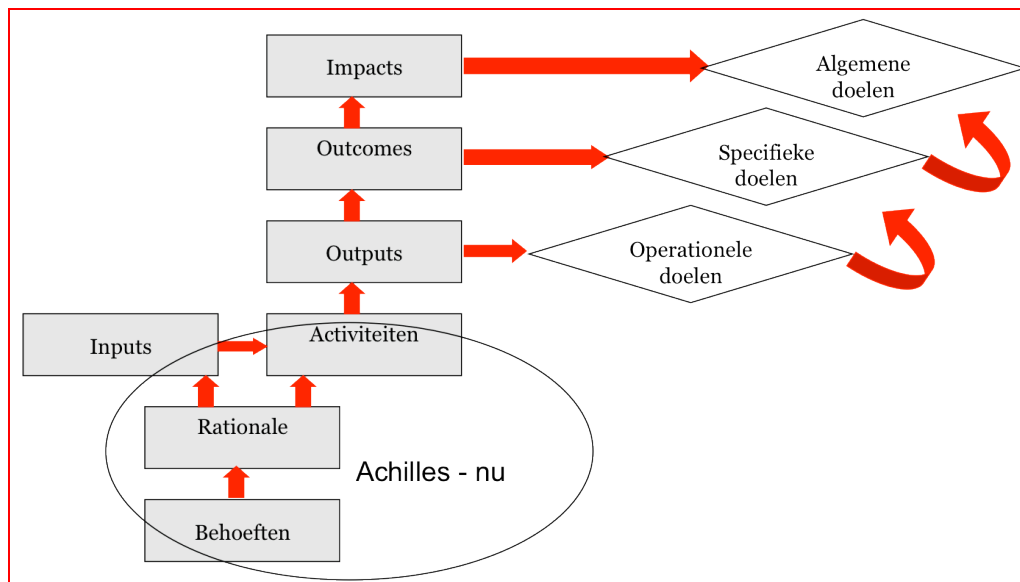 Impacts
Algemene
doelen
Outcomes
Specifieke
doelen
Outputs
Operationele
doelen
Inputs
Activiteiten
Rationale
Achilles - nu
Behoeften